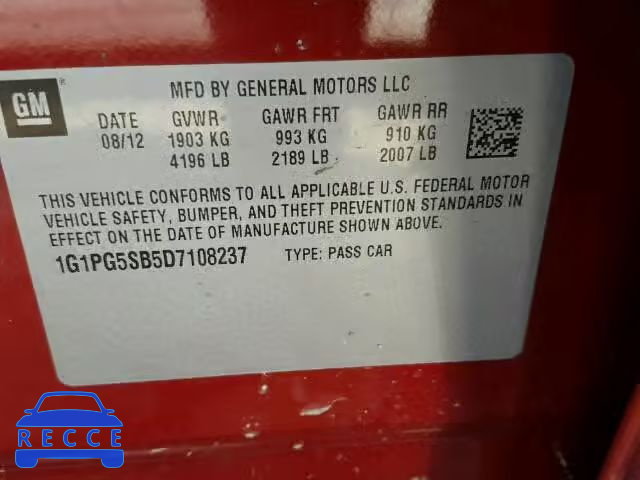 GM ®
MFD BY GENERAL MOTORS LLC
DATE GVWR GAWR FRT GAWR RR
08/12 1903 KG 993 KG 910 KG
4196 LB 2189 LB 2007 LB
THIS VEHICLE CONFORMS TO ALL APPLICABLE U.S. FEDERAL MOTOR
VEHICLE SAFETY, BUMPER, AND THEFT PREVENTION STANDARDS IN
EFFECT ON THE DATE OF MANUFACTURE SHOWN ABOVE.
1G1PG5SB5D7108237 TYPE: PASS CAR
RECCE